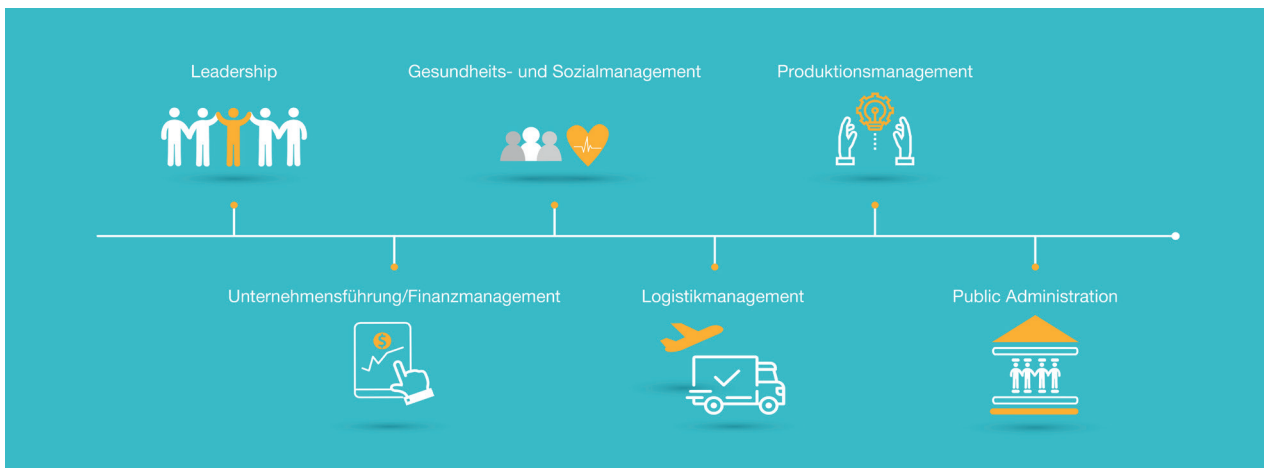 Leadership
Gesundheits- und Sozialmanagement
Produktionsmanagement
Unternehmensführung/Finanzmanagement
Logistikmanagement
Public Administration
$